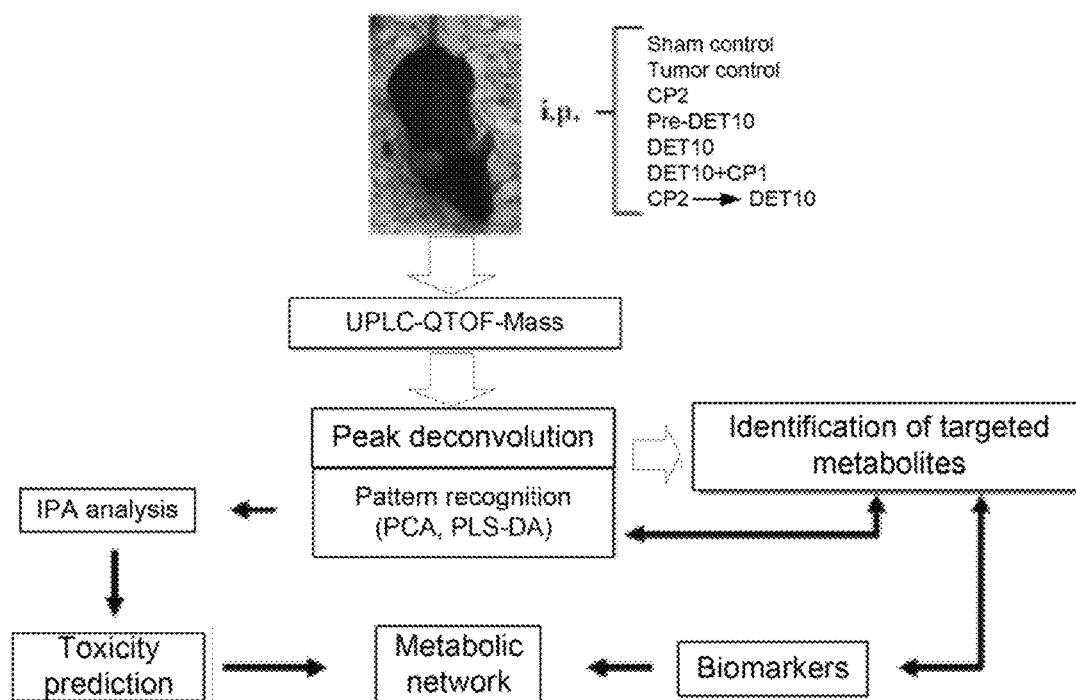 Sham control
Tumor control
CP2
i.p.
Pre-DET10
DET10
DET10+CP1
CP2 → DET10
UPLC-QTOF-Mass
Peak deconvolution
Identification of targeted
metabolites
Pattern recognition
(PCA, PLS-DA)
IPA analysis
Toxicity
prediction
Metabolic
network
Biomarkers